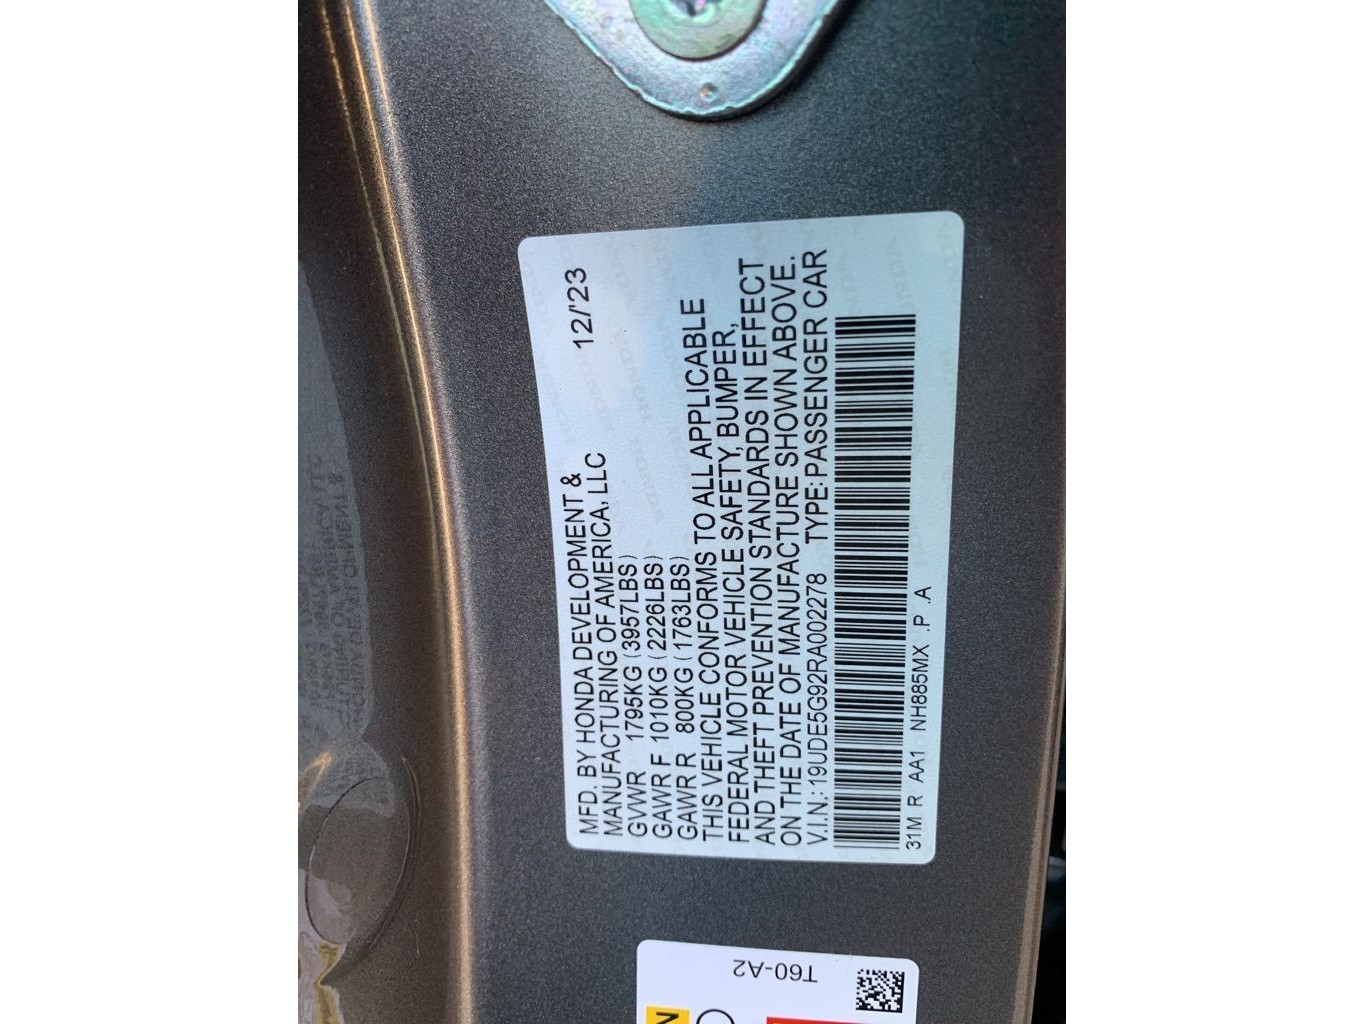 MFD. BY HONDA DEVELOPMENT & 12/'23
MANUFACTURING OF AMERICA, LLC
GVWR 1795KG (3957LBS)
GAWR F 1010KG (2226LBS)
GAWR R 800KG (1763LBS)
THIS VEHICLE CONFORMS TO ALL APPLICABLE
FEDERAL MOTOR VEHICLE SAFETY, BUMPER,
AND THEFT PREVENTION STANDARDS IN EFFECT
ON THE DATE OF MANUFACTURE SHOWN ABOVE.
V.I.N.: 19UDE5G92RA002278 TYPE: PASSENGER CAR
31M R AA1 NH885MX .P .A
T60-A2